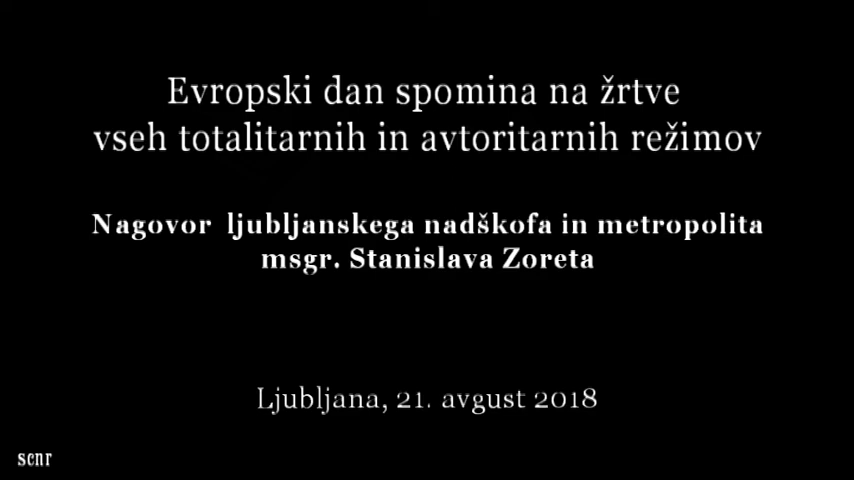 Evropski dan spomina na žrtve
vseh totalitarnih in avtoritarnih režimov
Nagovor ljubljanskega nadškofa in metropolita
msgr. Stanislava Zoreta
Ljubljana, 21. avgust 2018
scnr